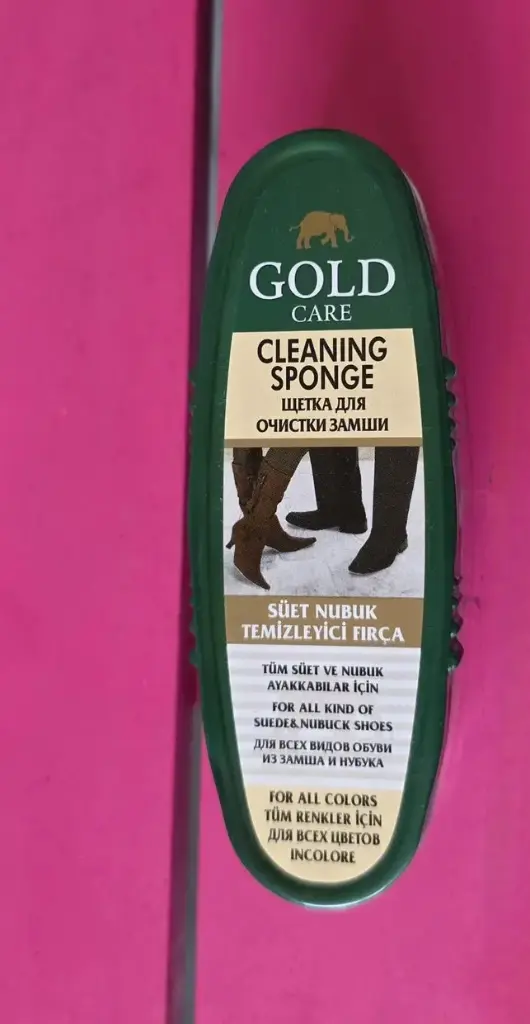 GOLD
CARE
CLEANING
SPONGE
ЩЕТКА ДЛЯ
ОЧИСТКИ ЗАМШИ
SÜET NUBUK
TEMİZLEYİCİ FIRÇA
TÜM SÜET VE NUBUK
AYAKKABILAR İÇİN
FOR ALL KIND OF
SUEDE&NUBUCK SHOES
ДЛЯ ВСЕХ ВИДОВ ОБУВИ
ИЗ ЗАМША И НУБУКА
FOR ALL COLORS
TÜM RENKLER İÇİN
ДЛЯ ВСЕХ ЦВЕТОВ
INCOLORE